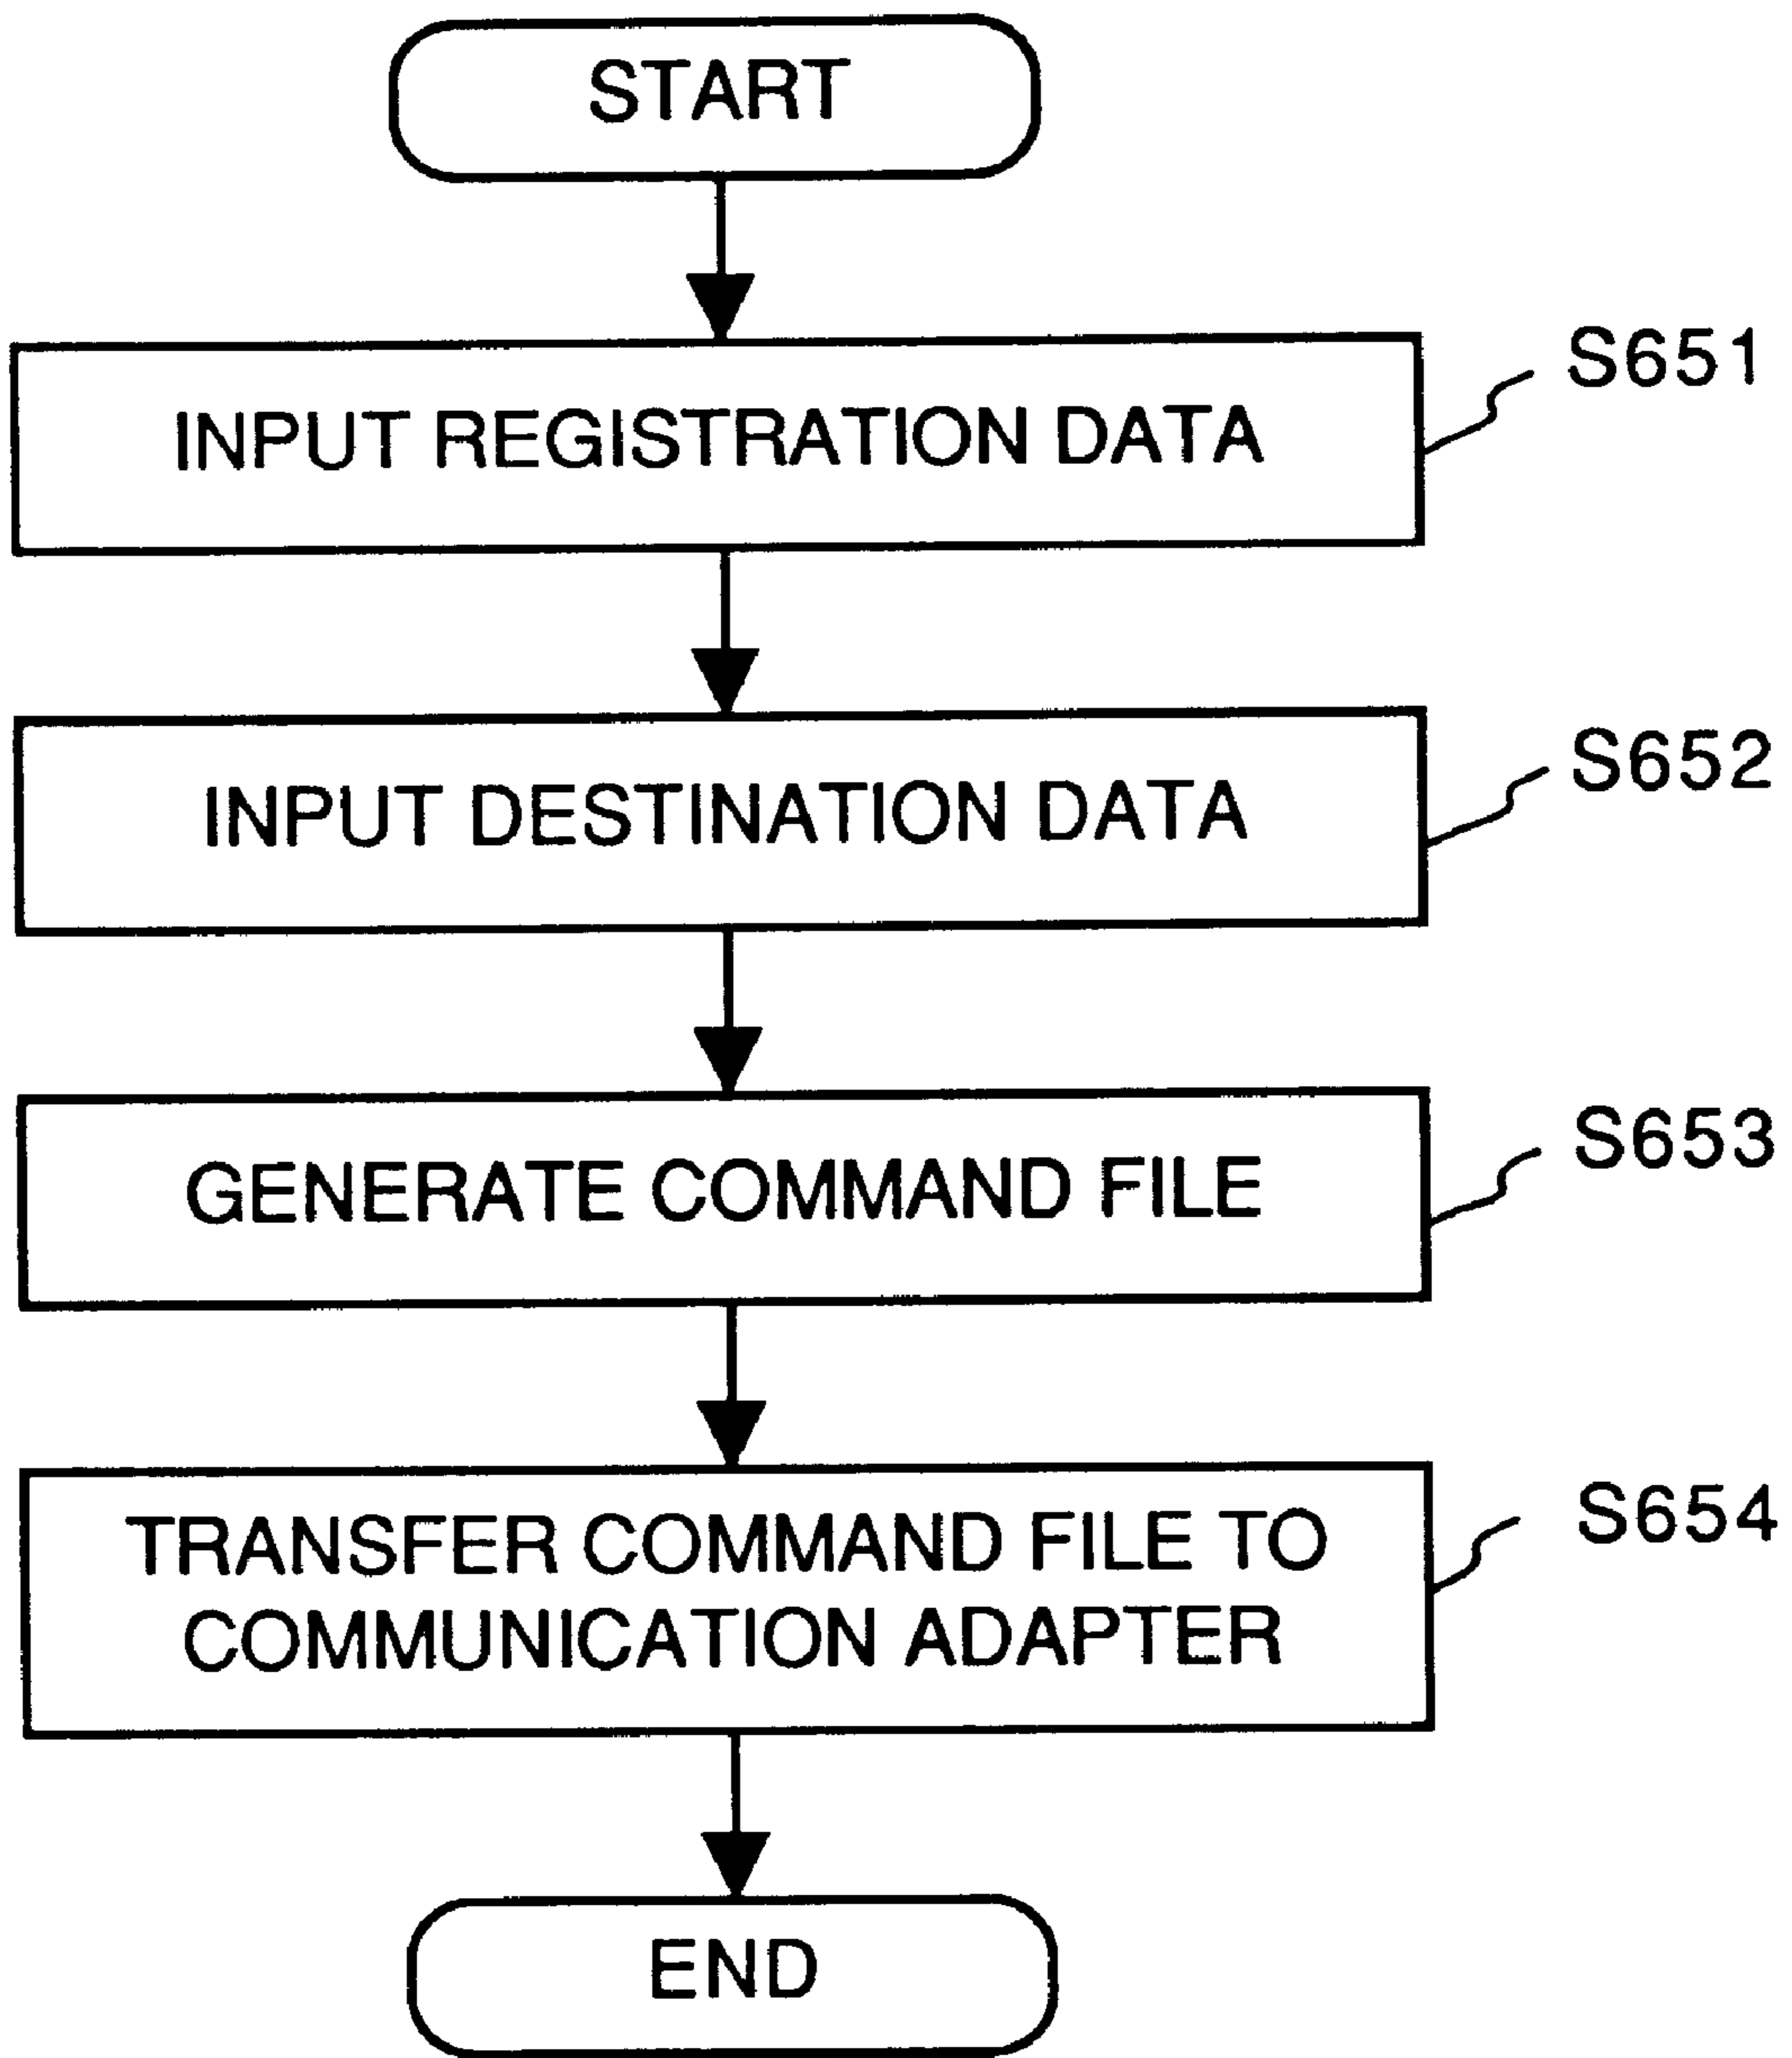 START
INPUT REGISTRATION DATA
S651
INPUT DESTINATION DATA
S652
GENERATE COMMAND FILE
S653
TRANSFER COMMAND FILE TO
COMMUNICATION ADAPTER
S654
END